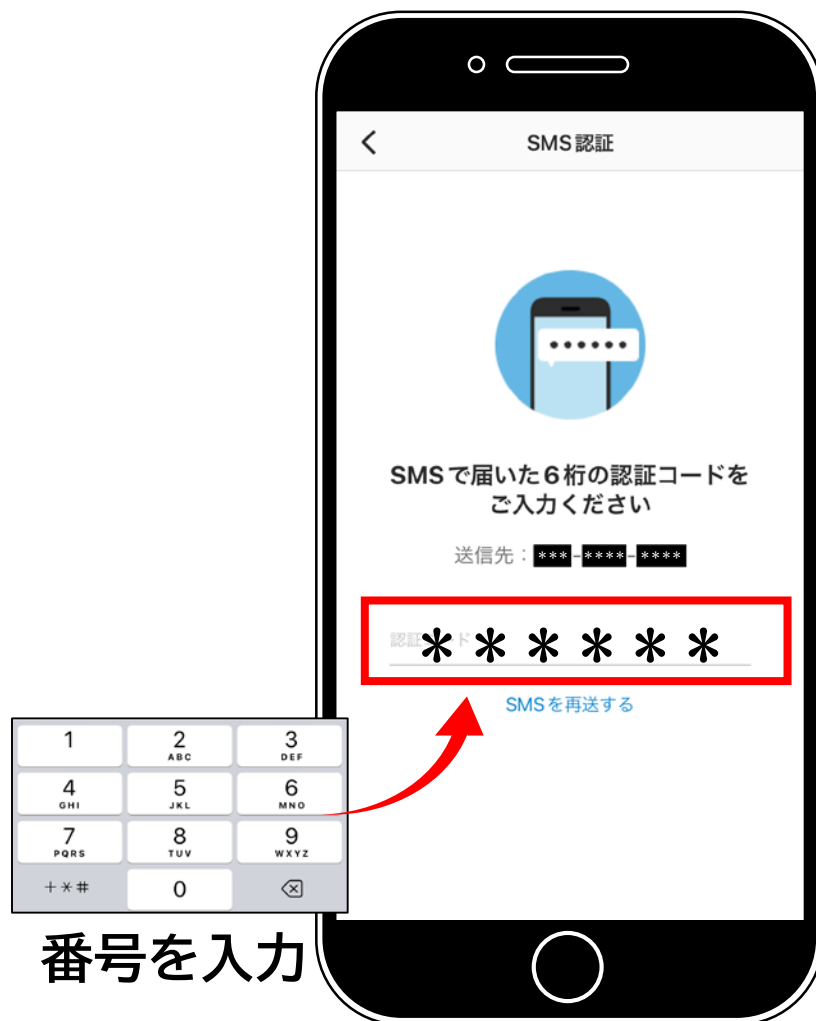 SMS認証
SMSで届いた6桁の認証コードを
ご入力ください
送信先：***-****-****
******
SMSを再送する
1
2
ABC
3
DEF
4
GHI
5
JKL
6
MNO
7
PQRS
8
TUV
9
WXYZ
+*#
0
番号を入力